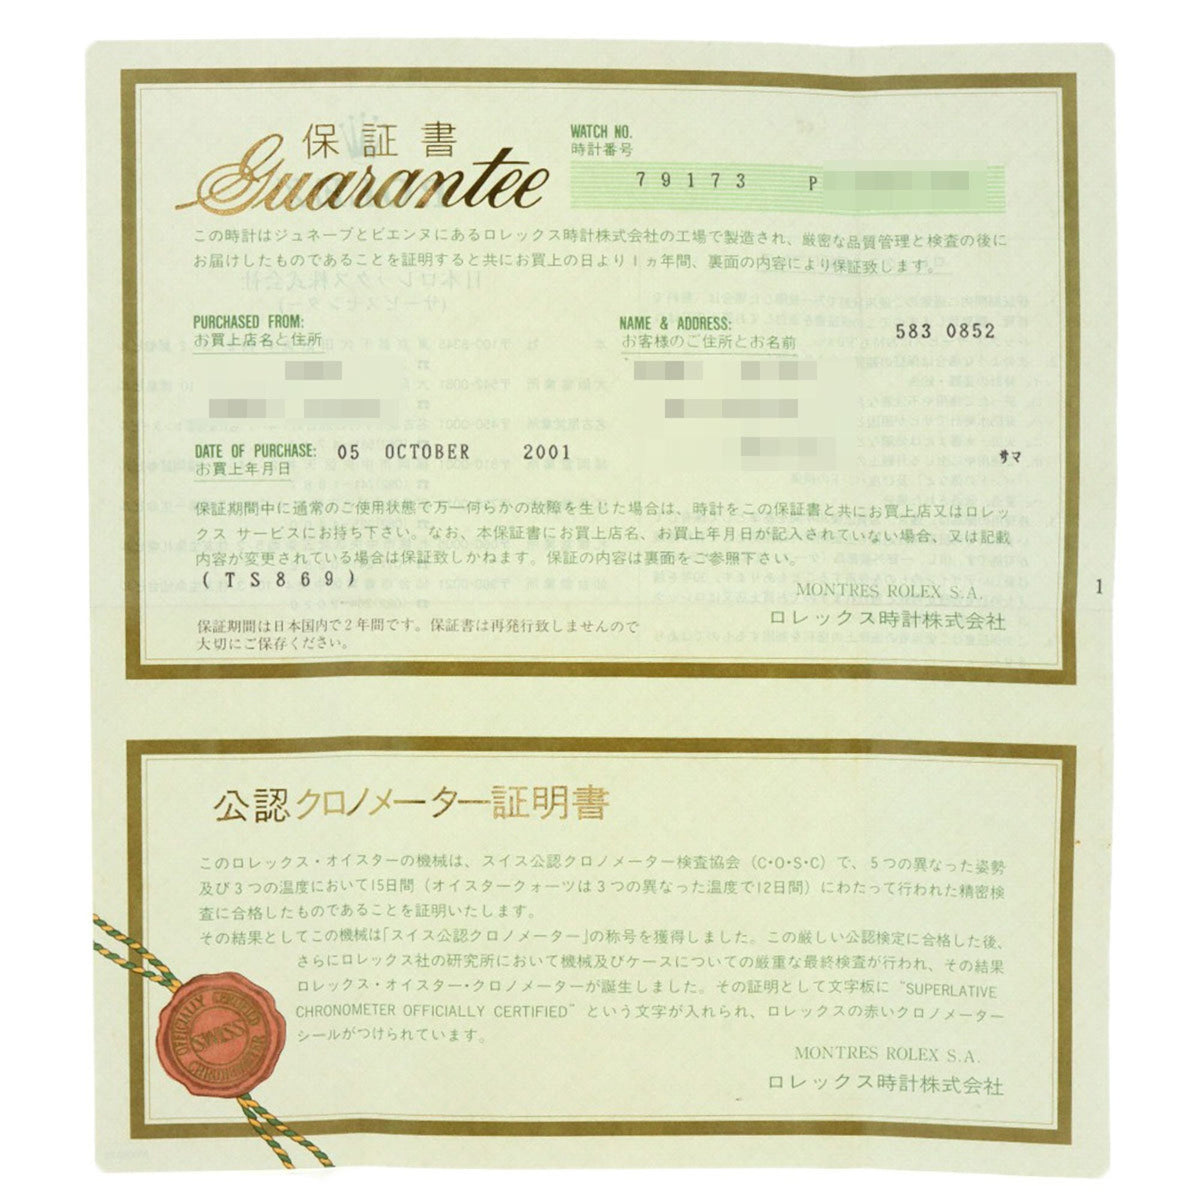 保証書
Guarantee
WATCH NO.
時計番号
79173 P
この時計はジュネーブとビエンヌにあるロレックス時計株式会社の工場で製造され、厳密な品質管理と検査の後に
お届けしたものであることを証明すると共にお買上の日より1ヵ年間、裏面の内容により保証致します。
PURCHASED FROM:
お買上店名と住所
NAME & ADDRESS:
お客様のご住所とお名前
583 0852
DATE OF PURCHASE: 05 OCTOBER 2001
お買上年月日
サマ
保証期間中に通常のご使用状態で万一何らかの故障を生じた場合は、時計をこの保証書と共にお買上店又はロレッ
クス サービスにお持ち下さい。なお、本保証書にお買上店名、お買上年月日が記入されていない場合、又は記載
内容が変更されている場合は保証致しかねます。保証の内容は裏面をご参照下さい。
(TS869)
MONTRES ROLEX S.A.
ロレックス時計株式会社
1
保証期間は日本国内で2年間です。保証書は再発行致しませんので
大切にご保存ください。
公認クロノメーター証明書
このロレックス・オイスターの機械は、スイス公認クロノメーター検査協会（C・O・S・C）で、5つの異なった姿勢
及び3つの温度において15日間（オイスタークォーツは3つの異なった温度で12日間）にわたって行われた精密検
査に合格したものであることを証明いたします。
その結果としてこの機械は「スイス公認クロノメーター」の称号を獲得しました。この厳しい公認検定に合格した後、
さらにロレックス社の研究所において機械及びケースについての厳重な最終検査が行われ、その結果
ロレックス・オイスター・クロノメーターが誕生しました。その証明として文字板に "SUPERLATIVE
CHRONOMETER OFFICIALLY CERTIFIED" という文字が入れられ、ロレックスの赤いクロノメーター
シールがつけられています。
MONTRES ROLEX S.A.
ロレックス時計株式会社
OFFICIALLY CERTIFIED
SWISS
CHRONOMETER